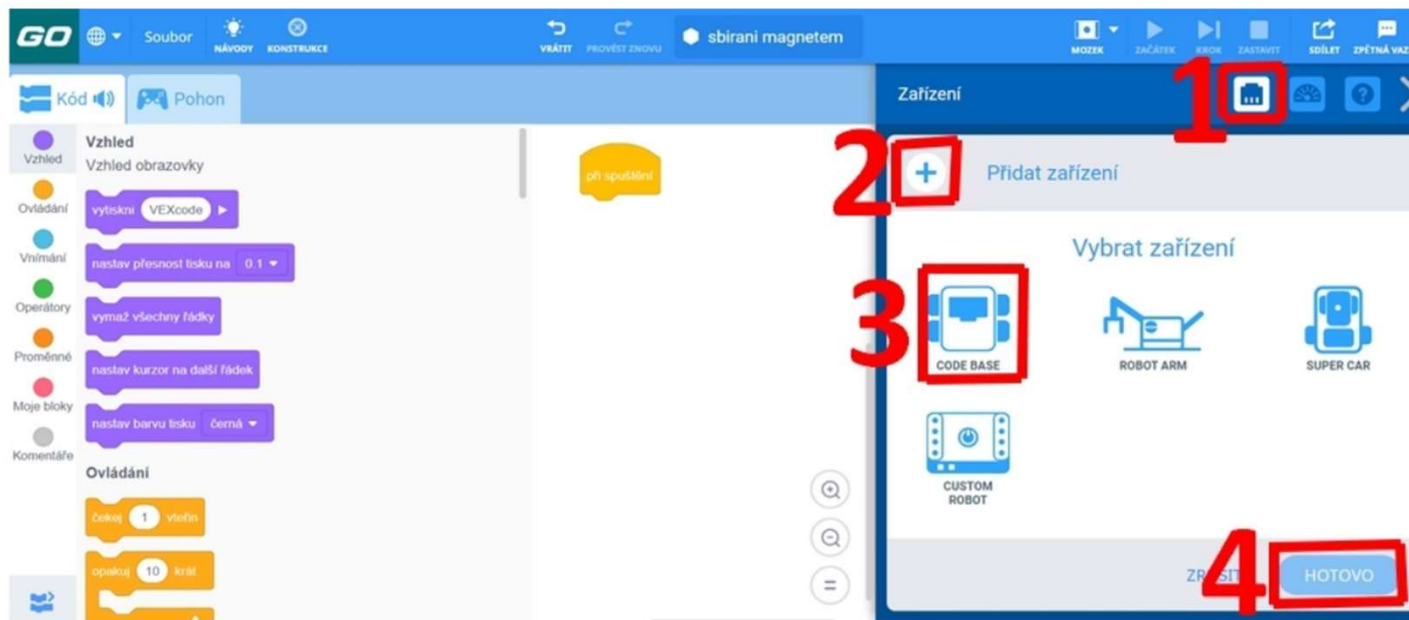 GO
Soubor
NÁVODY
KONSTRUKCE
VRÁTIT
PROVÉST ZNOVU
sbirani magnetem
MOZEK
ZAČÁTEK
KROK
ZASTAVIT
SDÍLET
ZPĚTNÁ VAZ
Kód
Pohon
Zařízení
1
Vzhled
Ovládání
Vnímání
Operátory
Proměnné
Moje bloky
Komentáře
Vzhled
Vzhled obrazovky
vytiskni VEXcode
nastav přesnost tisku na 0.1
vymaž všechny řádky
nastav kurzor na další řádek
nastav barvu tisku černá
Ovládání
čekej 1 vteřin
opakuj 10 krát
při spuštění
2
Přidat zařízení
Vybrat zařízení
3
CODE BASE
ROBOT ARM
SUPER CAR
CUSTOM
ROBOT
4
HOTOVO